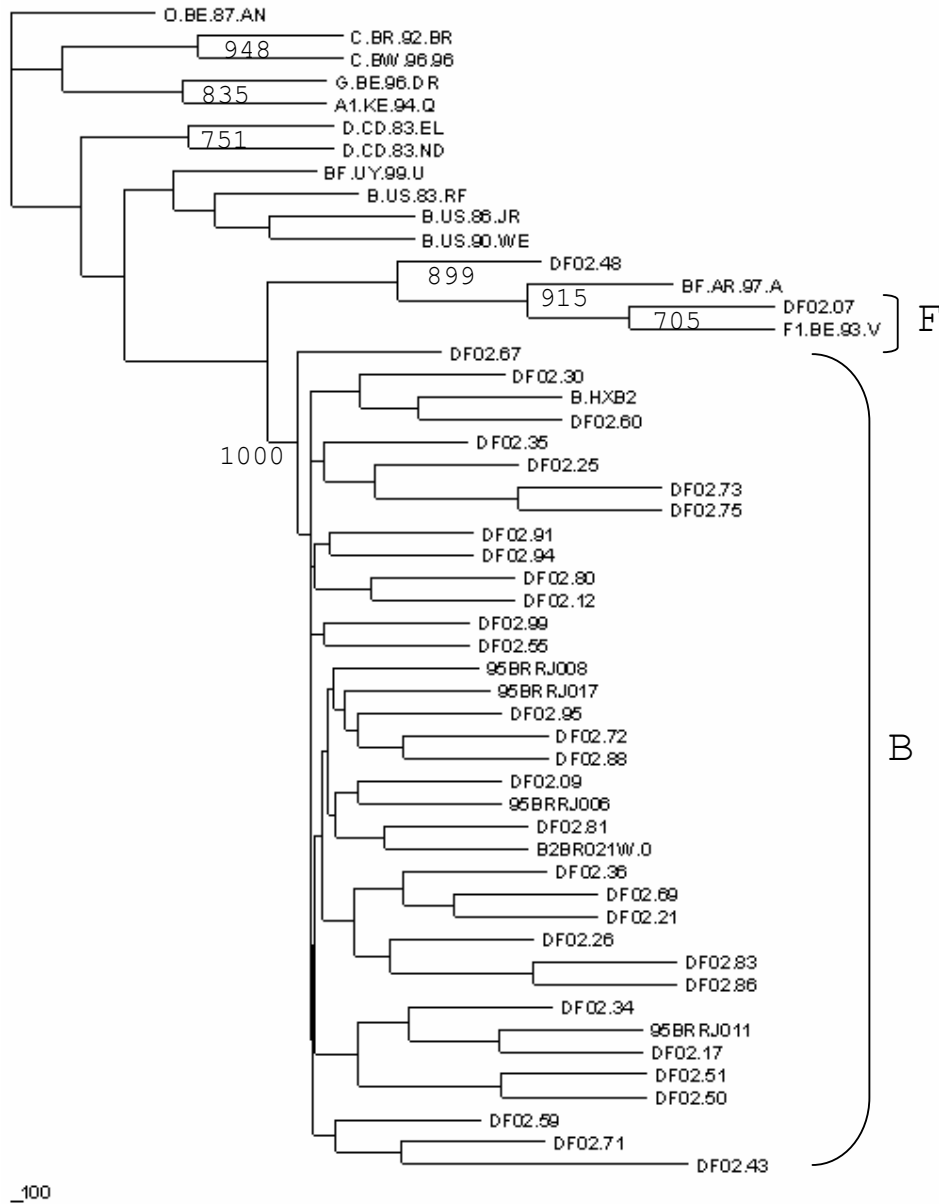 O.BE.87.AN
C.BR.92.BR
948
C.BW.96.96
G.BE.96.DR
835
A1.KE.94.Q
D.CD.83.EL
751
D.CD.83.ND
BF.UY.99.U
B.US.83.RF
B.US.86.JR
B.US.90.WE
DF02.48
899
BF.AR.97.A
915
DF02.07
705
F
F1.BE.93.V
DF02.67
DF02.30
B.HXB2
DF02.60
DF02.35
1000
DF02.25
DF02.73
DF02.75
DF02.91
DF02.94
DF02.80
DF02.12
DF02.99
DF02.55
95BRRJ008
95BRRJ017
DF02.95
DF02.72
B
DF02.88
DF02.09
95BRRJ006
DF02.81
B2BR021W.0
DF02.36
DF02.69
DF02.21
DF02.26
DF02.83
DF02.86
DF02.34
95BRRJ011
DF02.17
DF02.51
DF02.50
DF02.59
DF02.71
DF02.43
_100